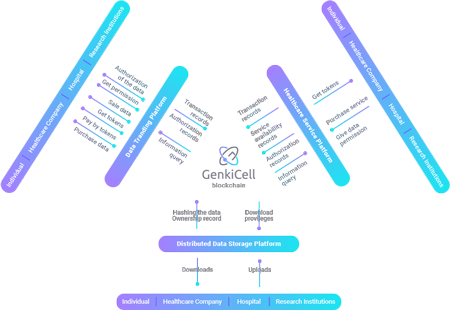 Individual
Healthcare Company
Hospital
Research Institutions
Authorization
of the data
Get permission
Sale data
Get tokens
Pay by tokens
Purchase data
Data Trending Platform
Transaction
records
Authorization
records
Information
query
GenkiCell
blockchain
Transaction
records
Service
availability
records
Authorization
records
Information
query
Healthcare Service Platform
Get tokens
Purchase service
Give data
permission
Individual
Healthcare Company
Hospital
Research Institutions
Hashing the data
Ownership record
Download
privileges
Distributed Data Storage Platform
Downloads
Uploads
Individual
Healthcare Company
Hospital
Research Institutions